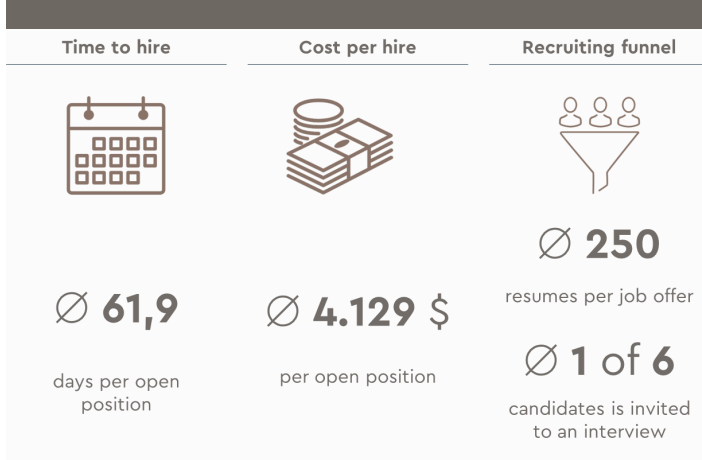 Time to hire
Cost per hire
Recruiting funnel
∅ 61,9
days per open
position
∅ 4.129 $
per open position
∅ 250
resumes per job offer
∅ 1 of 6
candidates is invited
to an interview